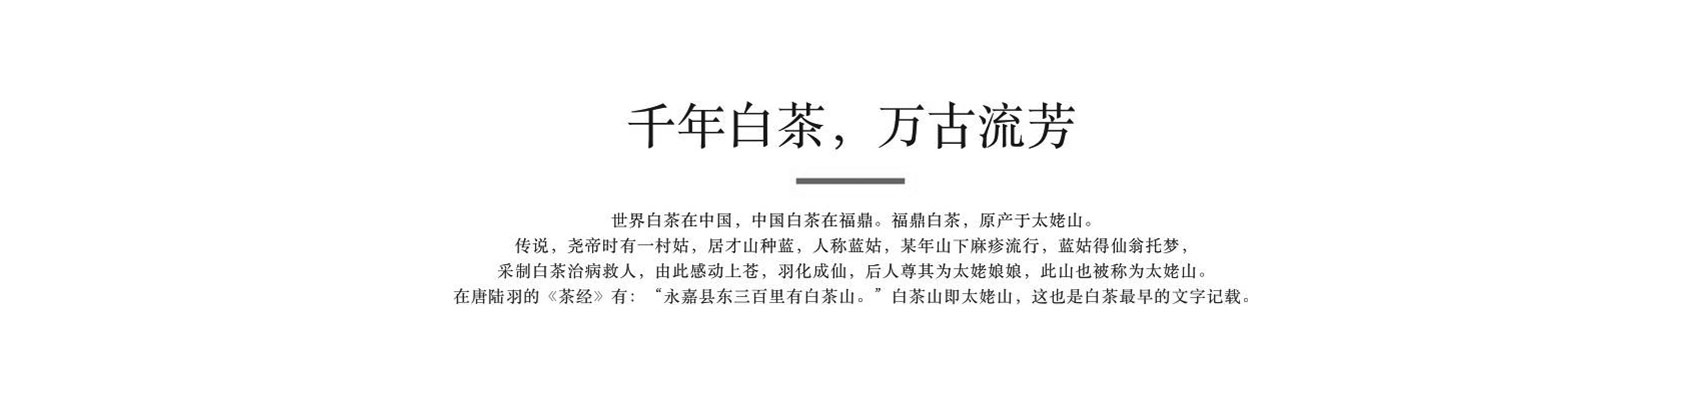 千年白茶，万古流芳
世界白茶在中国，中国白茶在福鼎。福鼎白茶，原产于太姥山。
传说，尧帝时有一村姑，居才山种蓝，人称蓝姑，某年山下麻疹流行，蓝姑得仙翁托梦，
采制白茶治病救人，由此感动上苍，羽化成仙，后人尊其为太姥娘娘，此山也被称为太姥山。
在唐陆羽的《茶经》有：“永嘉县东三百里有白茶山。”白茶山即太姥山，这也是白茶最早的文字记载。